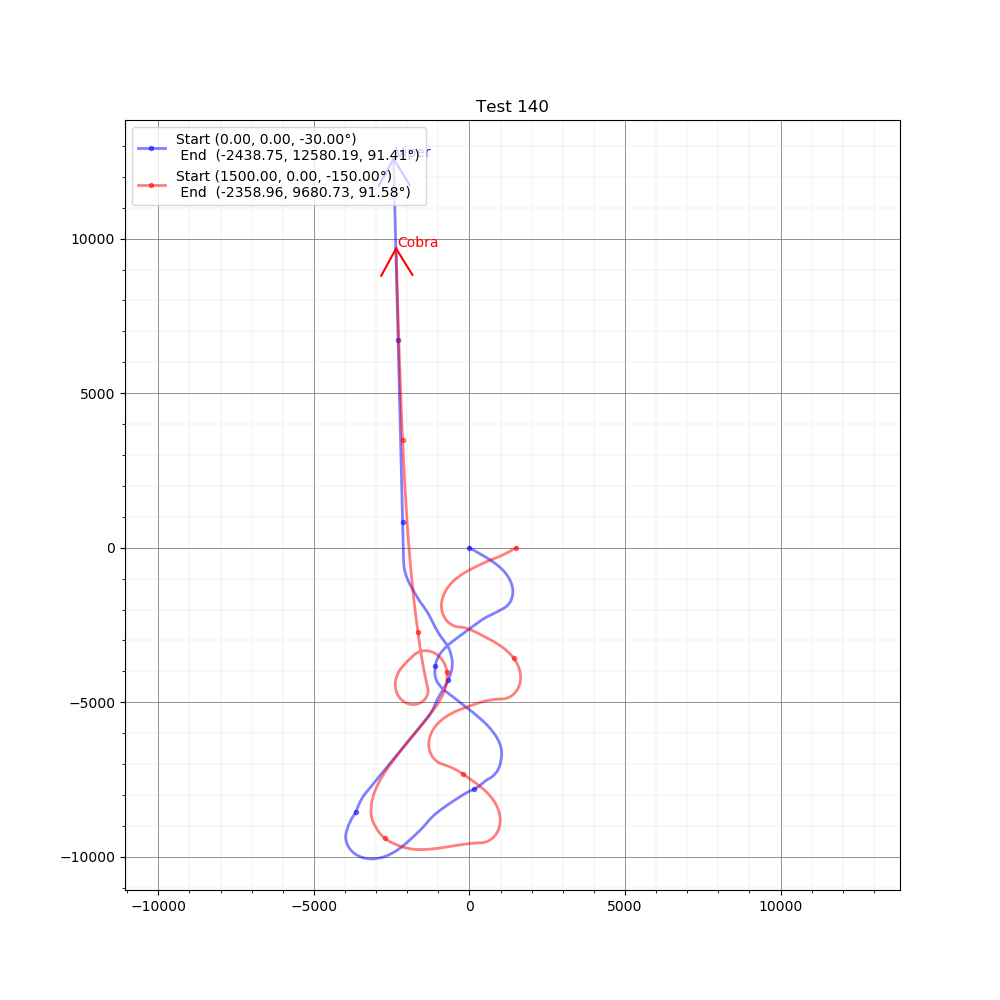 Test 140
Start (0.00, 0.00, -30.00°)
End (-2438.75, 12580.19, 91.41°)
Start (1500.00, 0.00, -150.00°)
End (-2358.96, 9680.73, 91.58°)
Cobra
10000
5000
0
−5000
−10000
−10000 −5000 0 5000 10000